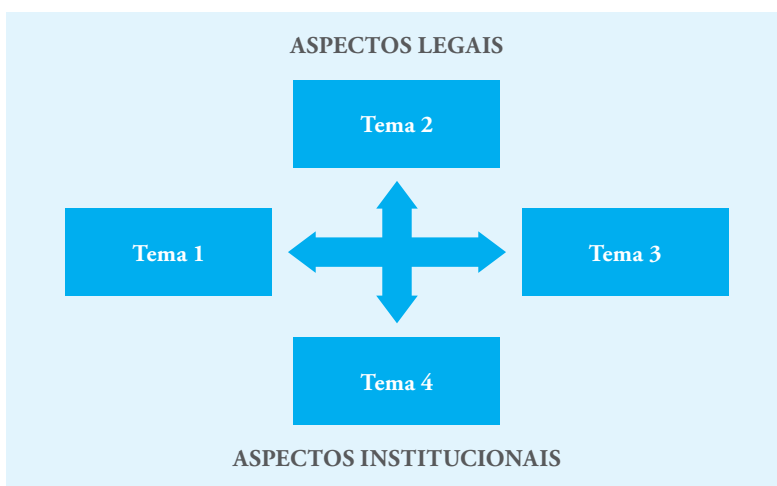 ASPECTOS LEGAIS
Tema 2
Tema 1
Tema 3
Tema 4
ASPECTOS INSTITUCIONAIS